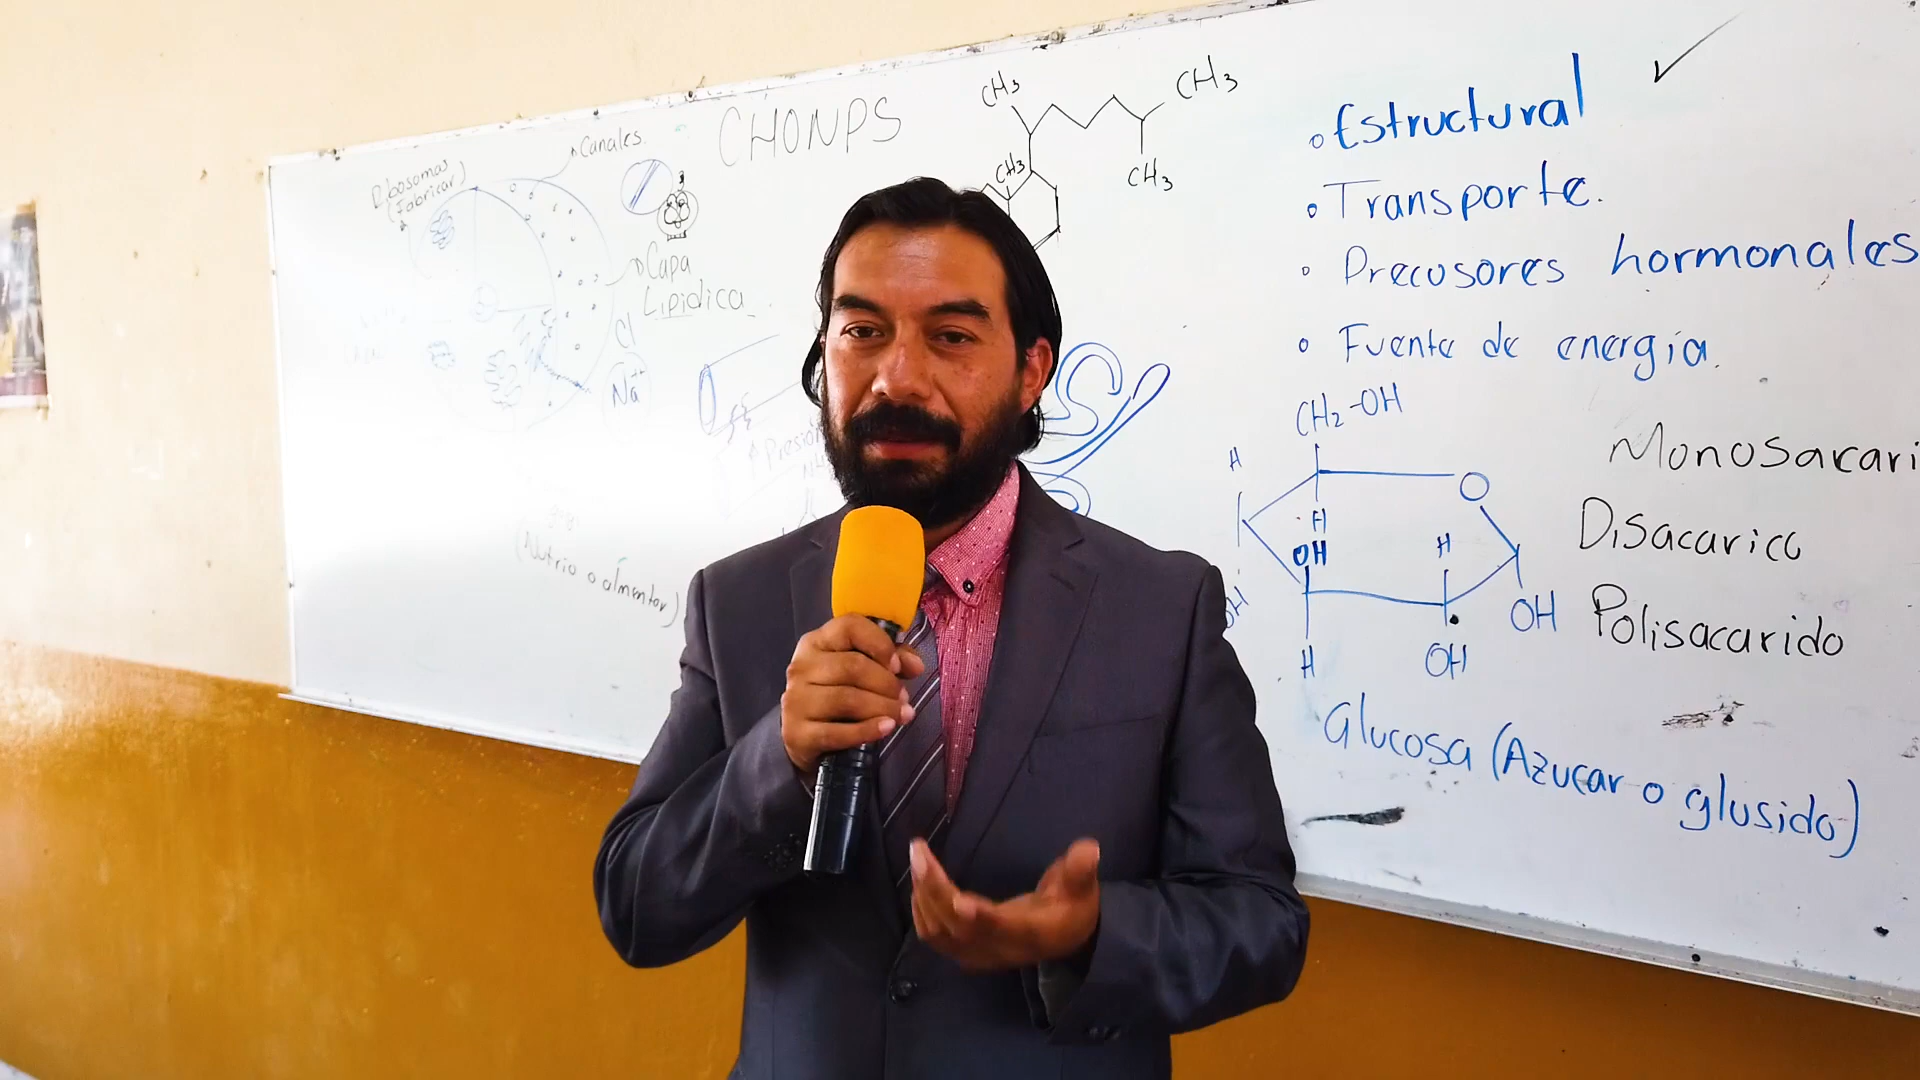 CHONPS
Canales
Ribosomas
(Fabricar)
Capa
Lipidica
Cl
Na++
Presión
(Nutrio o alimentar)
CH3
CH3
CH3
CH3
Estructural
Transporte.
Precusores hormonales
Fuente de energía.
CH2-OH
H
O
H
OH
H
OH
H
OH
OH
Glucosa (Azucar o glusido)
Monosacari
Disacarico
Polisacarido